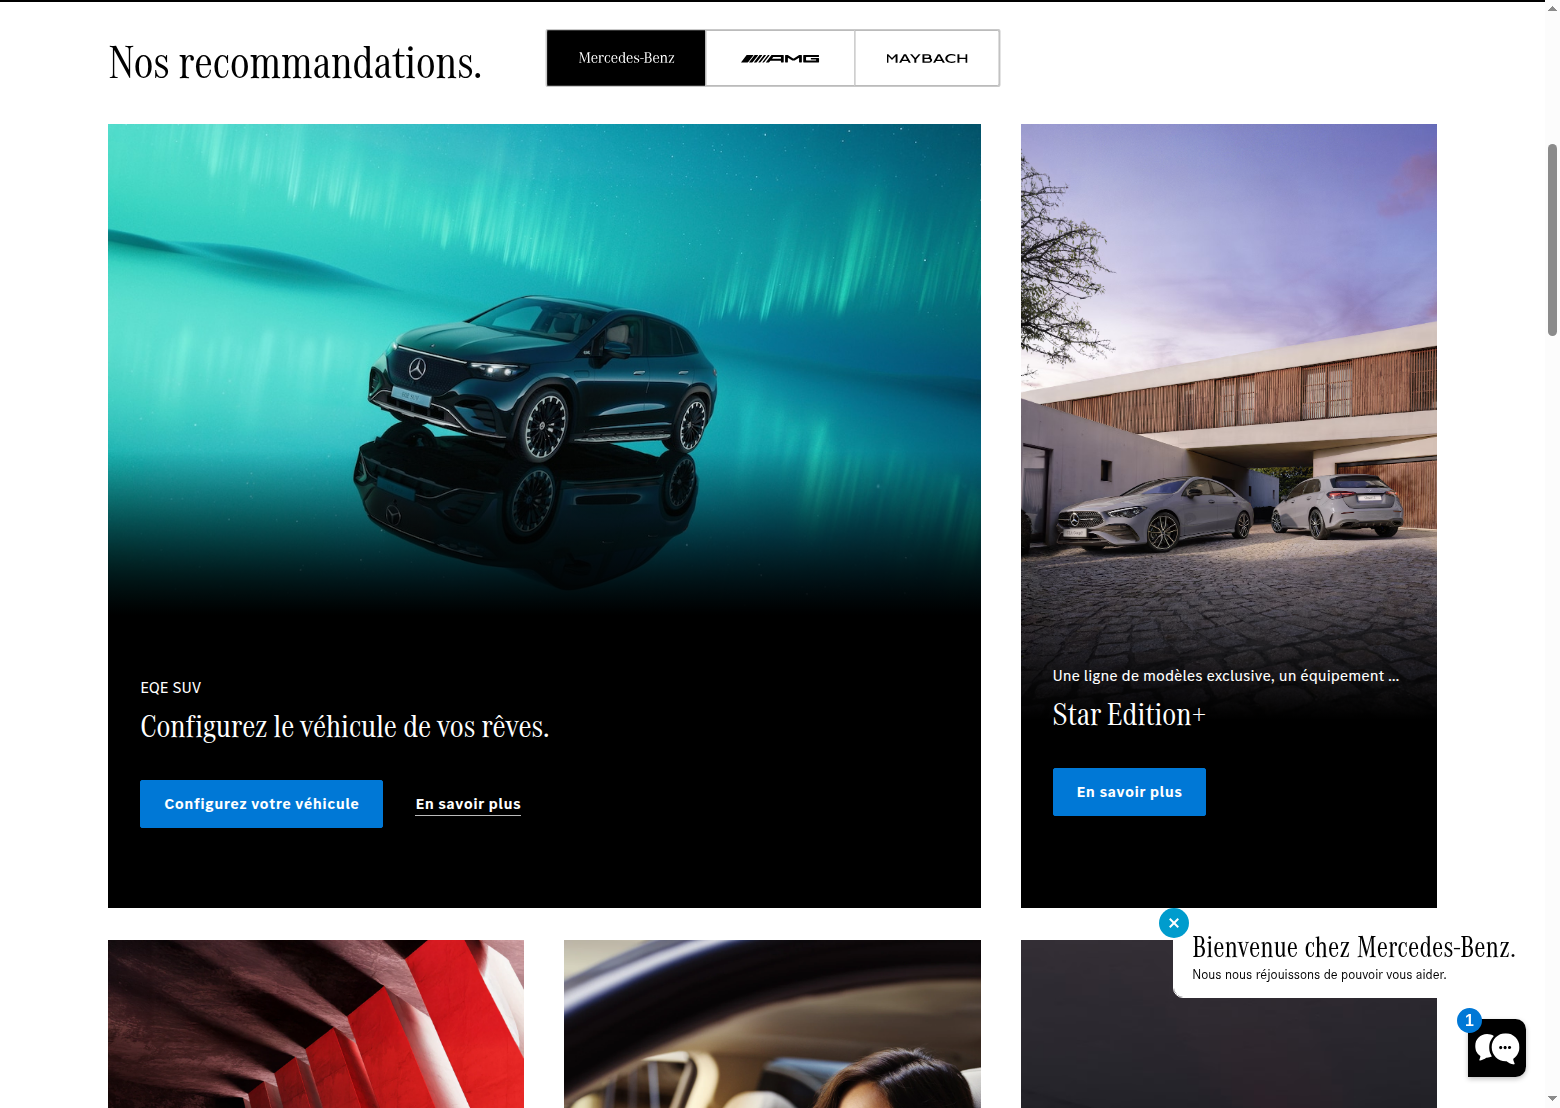 Nos recommandations.
Mercedes-Benz
AMG
MAYBACH
EQE SUV
Configurez le véhicule de vos rêves.
Configurez votre véhicule
En savoir plus
Une ligne de modèles exclusive, un équipement ...
Star Edition+
En savoir plus
Bienvenue chez Mercedes-Benz.
Nous nous réjouissons de pouvoir vous aider.
1